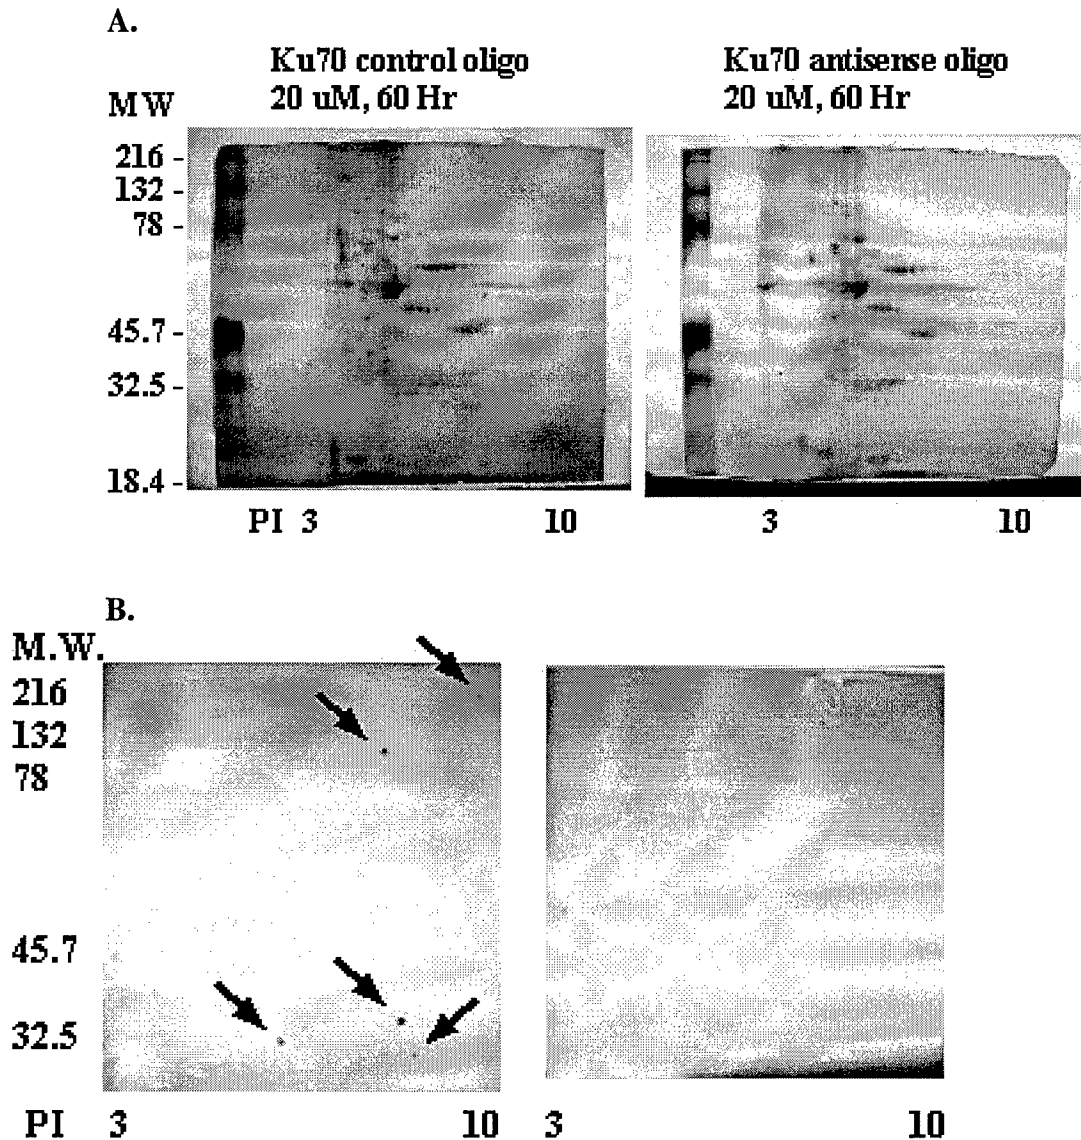 A.
Ku70 control oligo
20 uM, 60 Hr
Ku70 antisense oligo
20 uM, 60 Hr
MW
216 -
132 -
78 -
45.7 -
32.5 -
18.4 -
PI 3 10
3 10
B.
M.W.
216
132
78
45.7
32.5
PI 3 10
3 10